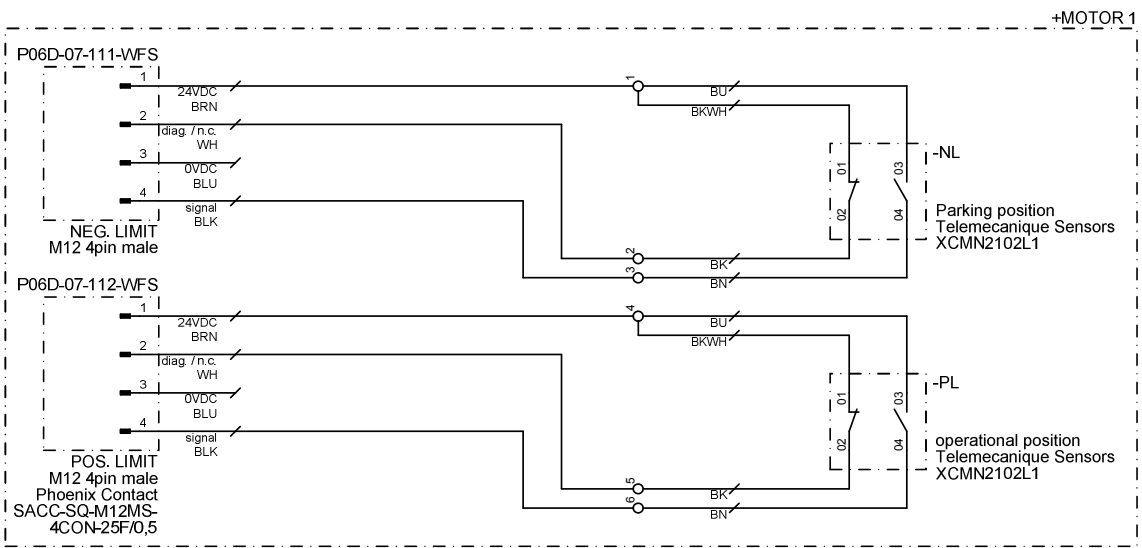 +MOTOR 1
P06D-07-111-WFS
1
24VDC
BRN
2
diag. / n.c.
WH
3
0VDC
BLU
4
signal
BLK
NEG. LIMIT
M12 4pin male
1
BU
BKWH
2
BK
3
BN
01
03
02
04
-NL
Parking position
Telemecanique Sensors
XCMN2102L1
P06D-07-112-WFS
1
24VDC
BRN
2
diag. / n.c.
WH
3
0VDC
BLU
4
signal
BLK
POS. LIMIT
M12 4pin male
Phoenix Contact
SACC-SQ-M12MS-
4CON-25F/0,5
4
BU
BKWH
5
BK
6
BN
01
03
02
04
-PL
operational position
Telemecanique Sensors
XCMN2102L1